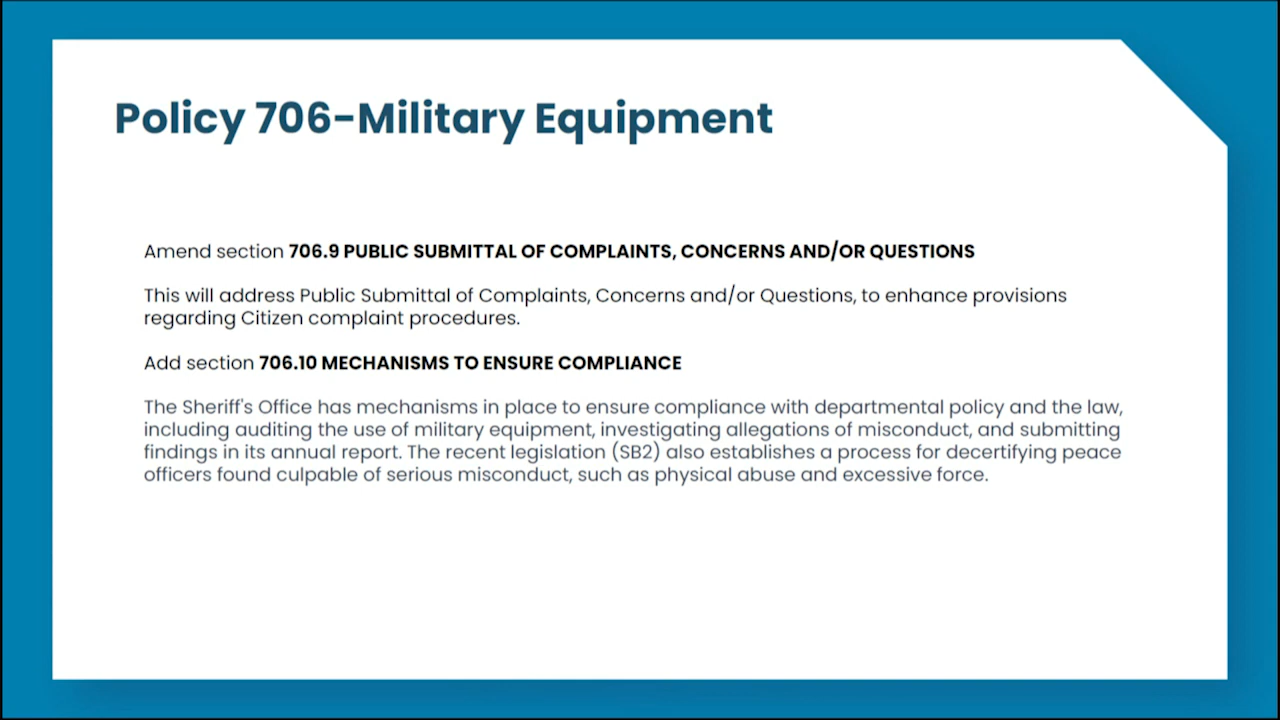 Policy 706-Military Equipment
Amend section 706.9 PUBLIC SUBMITTAL OF COMPLAINTS, CONCERNS AND/OR QUESTIONS
This will address Public Submittal of Complaints, Concerns and/or Questions, to enhance provisions
regarding Citizen complaint procedures.
Add section 706.10 MECHANISMS TO ENSURE COMPLIANCE
The Sheriff's Office has mechanisms in place to ensure compliance with departmental policy and the law,
including auditing the use of military equipment, investigating allegations of misconduct, and submitting
findings in its annual report. The recent legislation (SB2) also establishes a process for decertifying peace
officers found culpable of serious misconduct, such as physical abuse and excessive force.